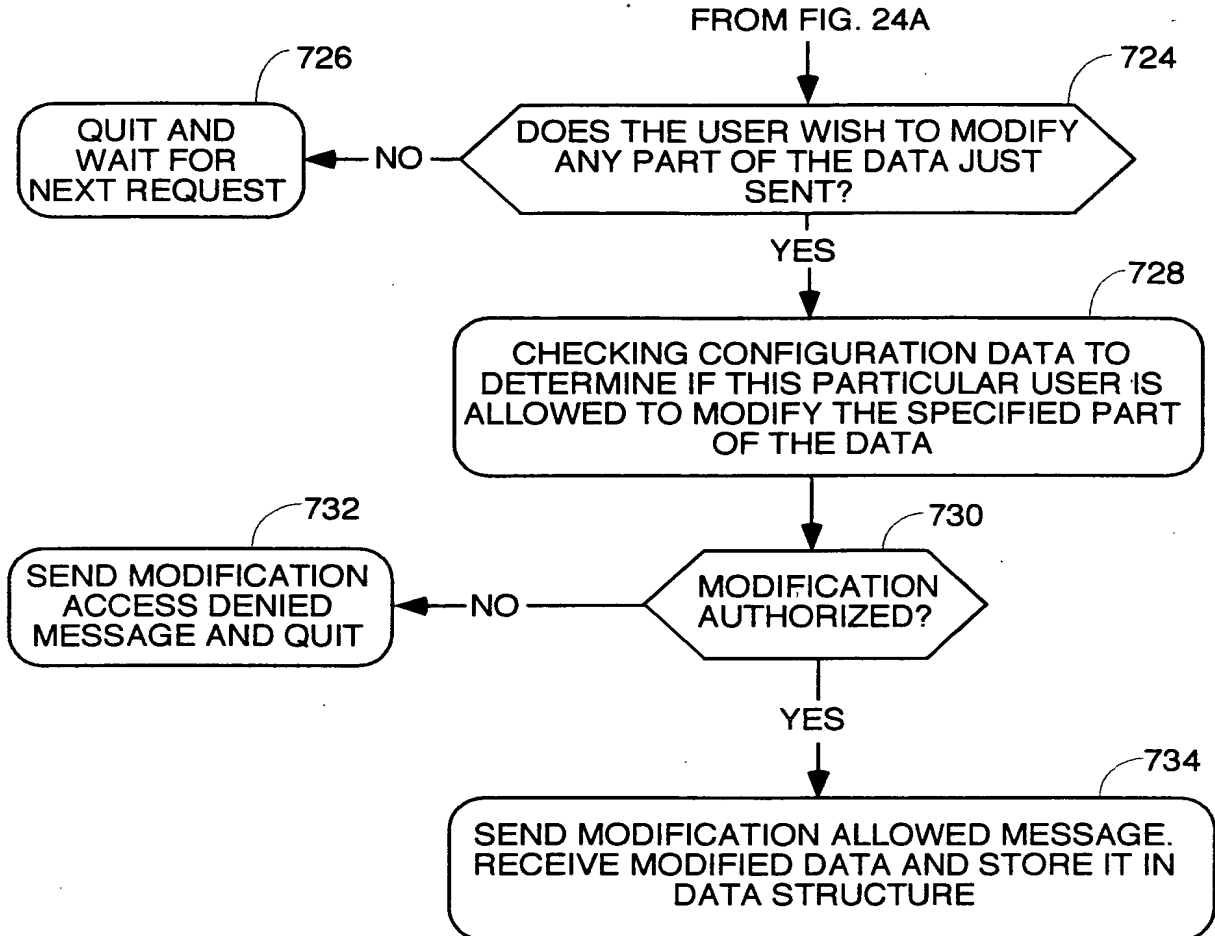 FROM FIG. 24A
726
724
QUIT AND
WAIT FOR
NEXT REQUEST
NO
DOES THE USER WISH TO MODIFY
ANY PART OF THE DATA JUST
SENT?
YES
728
CHECKING CONFIGURATION DATA TO
DETERMINE IF THIS PARTICULAR USER IS
ALLOWED TO MODIFY THE SPECIFIED PART
OF THE DATA
732
730
SEND MODIFICATION
ACCESS DENIED
MESSAGE AND QUIT
NO
MODIFICATION
AUTHORIZED?
YES
734
SEND MODIFICATION ALLOWED MESSAGE.
RECEIVE MODIFIED DATA AND STORE IT IN
DATA STRUCTURE